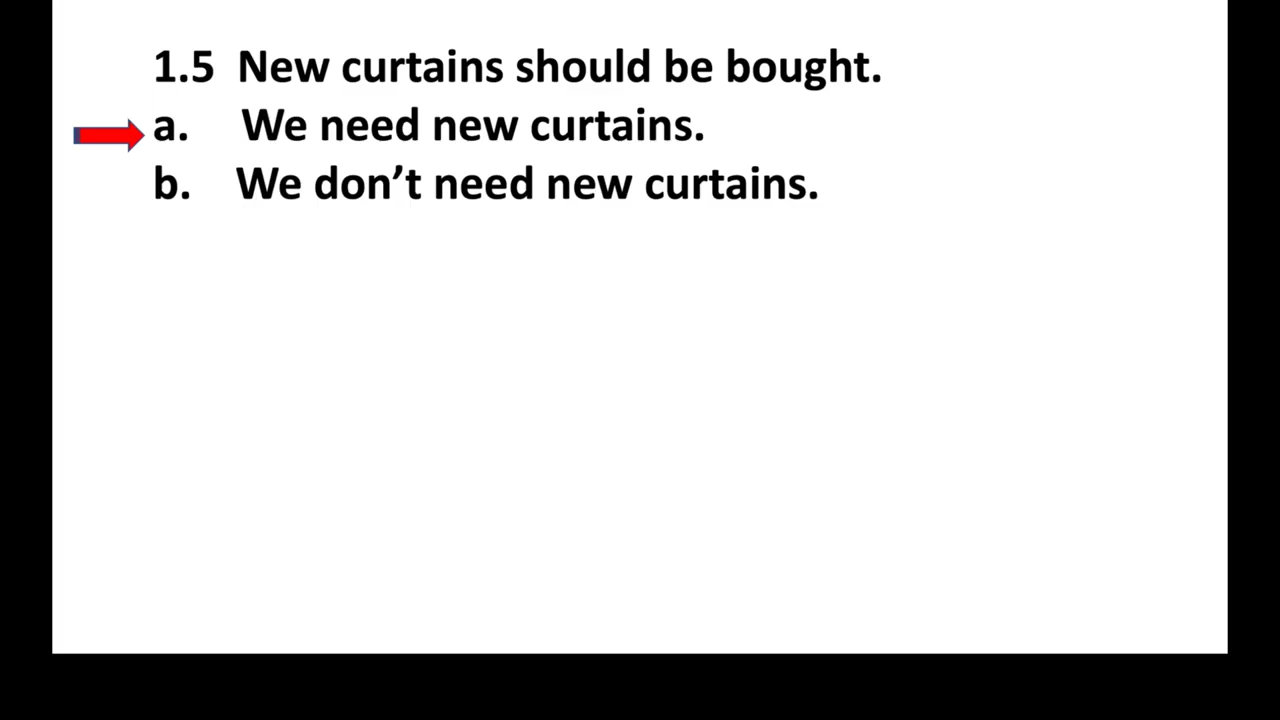 1.5 New curtains should be bought.
a. We need new curtains.
b. We don’t need new curtains.